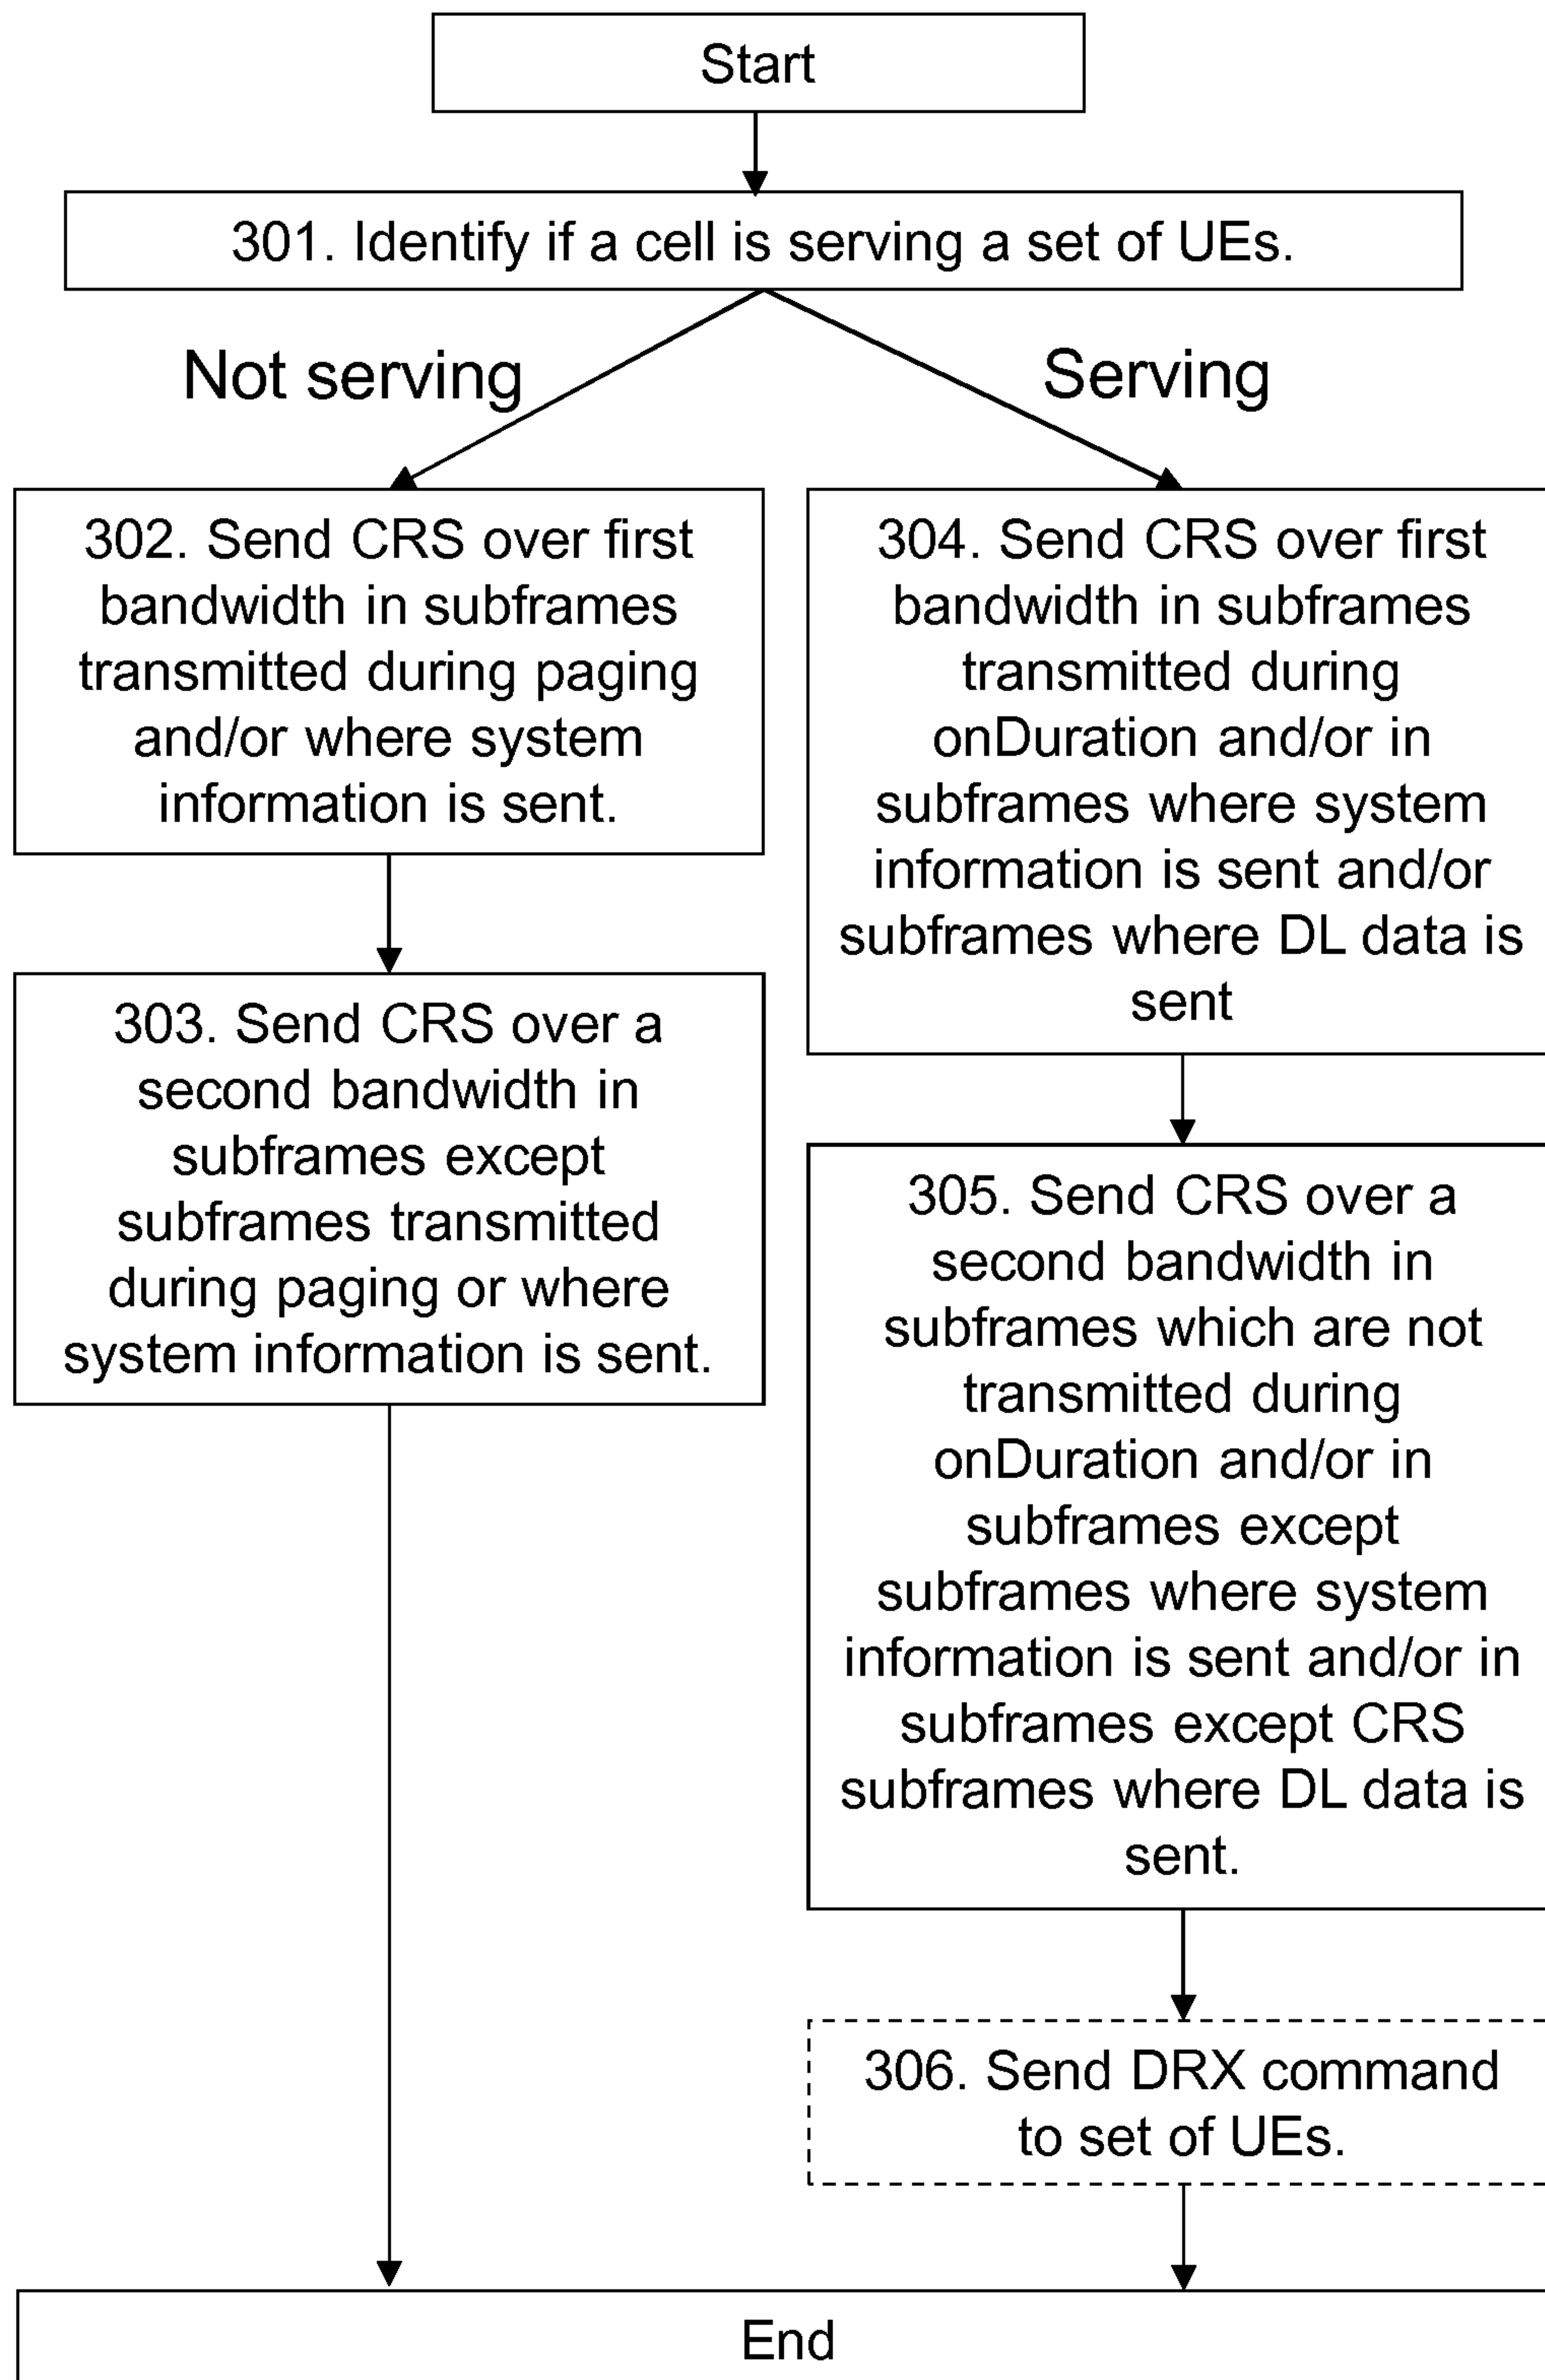 Start
301. Identify if a cell is serving a set of UEs.
Not serving
Serving
302. Send CRS over first
bandwidth in subframes
transmitted during paging
and/or where system
information is sent.
303. Send CRS over a
second bandwidth in
subframes except
subframes transmitted
during paging or where
system information is sent.
304. Send CRS over first
bandwidth in subframes
transmitted during
onDuration and/or in
subframes where system
information is sent and/or
subframes where DL data is
sent
305. Send CRS over a
second bandwidth in
subframes which are not
transmitted during
onDuration and/or in
subframes except
subframes where system
information is sent and/or in
subframes except CRS
subframes where DL data is
sent.
306. Send DRX command
to set of UEs.
End